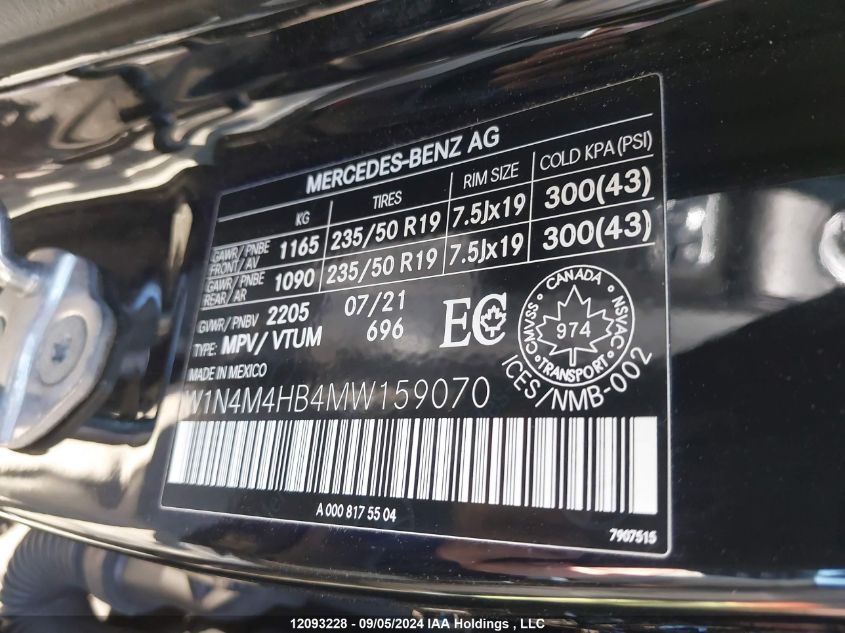 MERCEDES-BENZ AG
KG TIRES RIM SIZE COLD KPA (PSI)
GAWR/PNBE FRONT/AV 1165 235/50 R19 7.5Jx19 300(43)
GAWR/PNBE REAR/AR 1090 235/50 R19 7.5Jx19 300(43)
GVWR/PNBV 2205 07/21
TYPE: MPV/VTUM 696
EC
CANADA
CMVSS 974 NSVAC
TRANSPORT
ICES/NMB-002
MADE IN MEXICO
W1N4M4HB4MW159070
A 000 817 55 04
7907515
12093228 - 09/05/2024 IAA Holdings , LLC